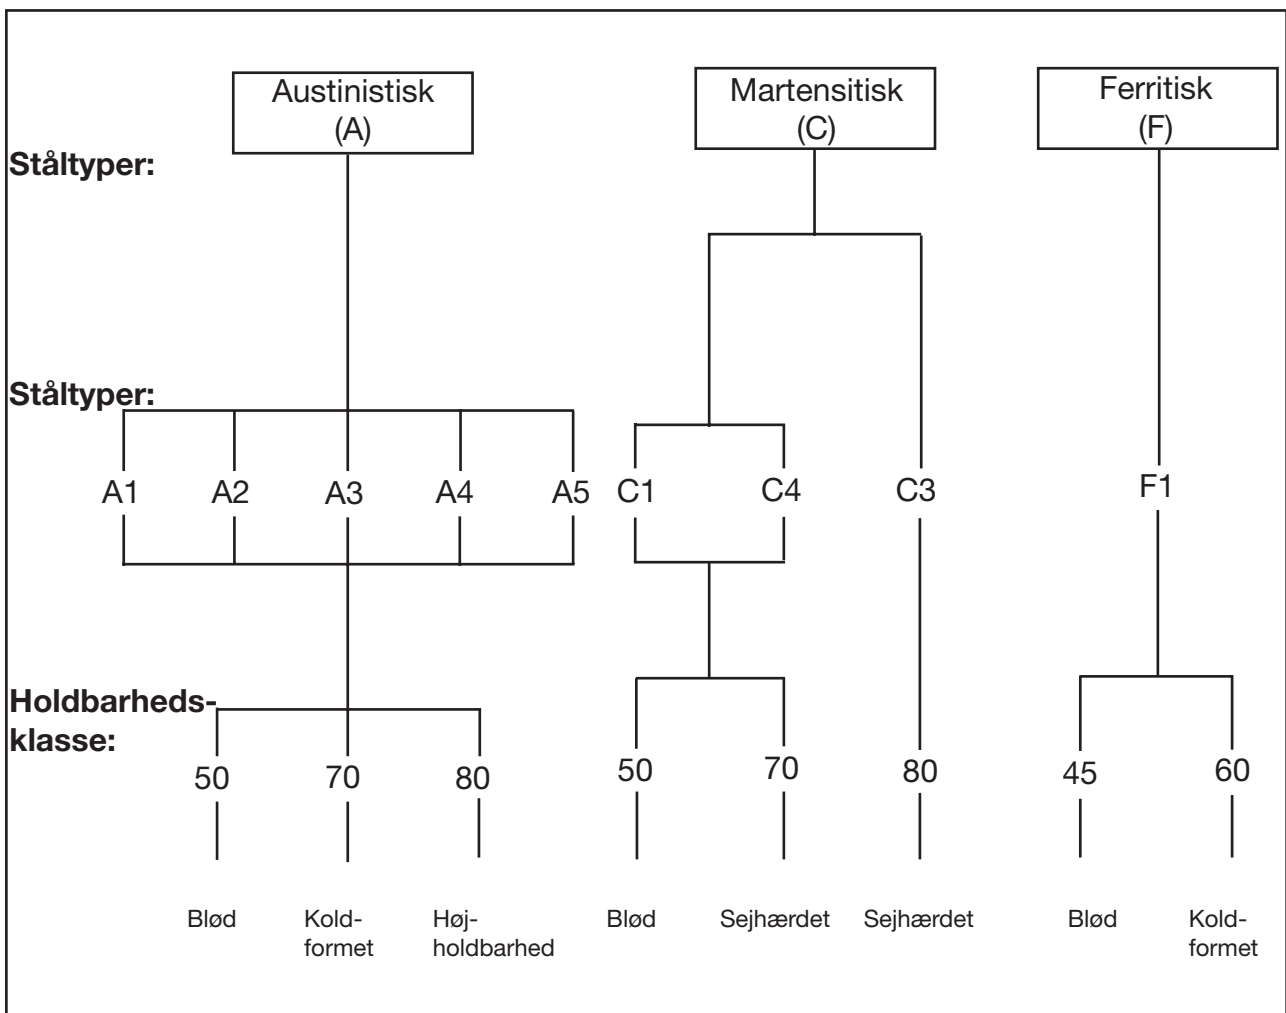 Austinistisk
(A)
Martensitisk
(C)
Ferritisk
(F)
Ståltyper:
Ståltyper:
A1 A2 A3 A4 A5 C1 C4 C3 F1
Holdbarheds-
klasse:
50 70 80 50 70 80 45 60
Blød
Kold-
formet
Høj-
holdbarhed
Blød
Sejhærdet
Sejhærdet
Blød
Kold-
formet